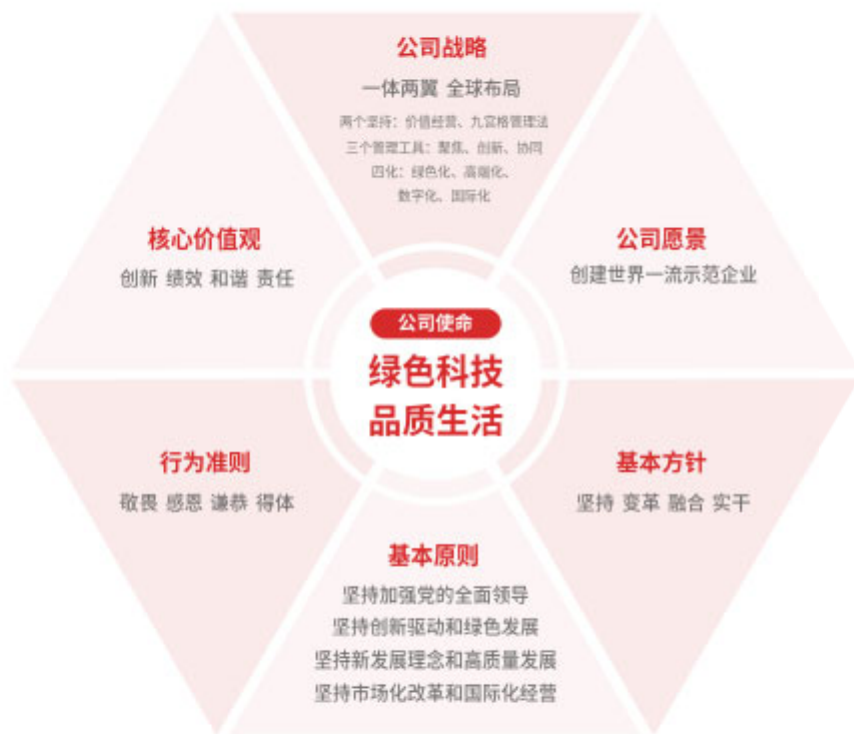 公司战略
一体两翼 全球布局
两个坚持：价值经营、九宫格管理法
三个管理工具：聚焦、创新、协同
四化：绿色化、高端化、
数字化、国际化
核心价值观
创新 绩效 和谐 责任
公司愿景
创建世界一流示范企业
公司使命
绿色科技
品质生活
行为准则
敬畏 感恩 谦恭 得体
基本方针
坚持 变革 融合 实干
基本原则
坚持加强党的全面领导
坚持创新驱动和绿色发展
坚持新发展理念和高质量发展
坚持市场化改革和国际化经营